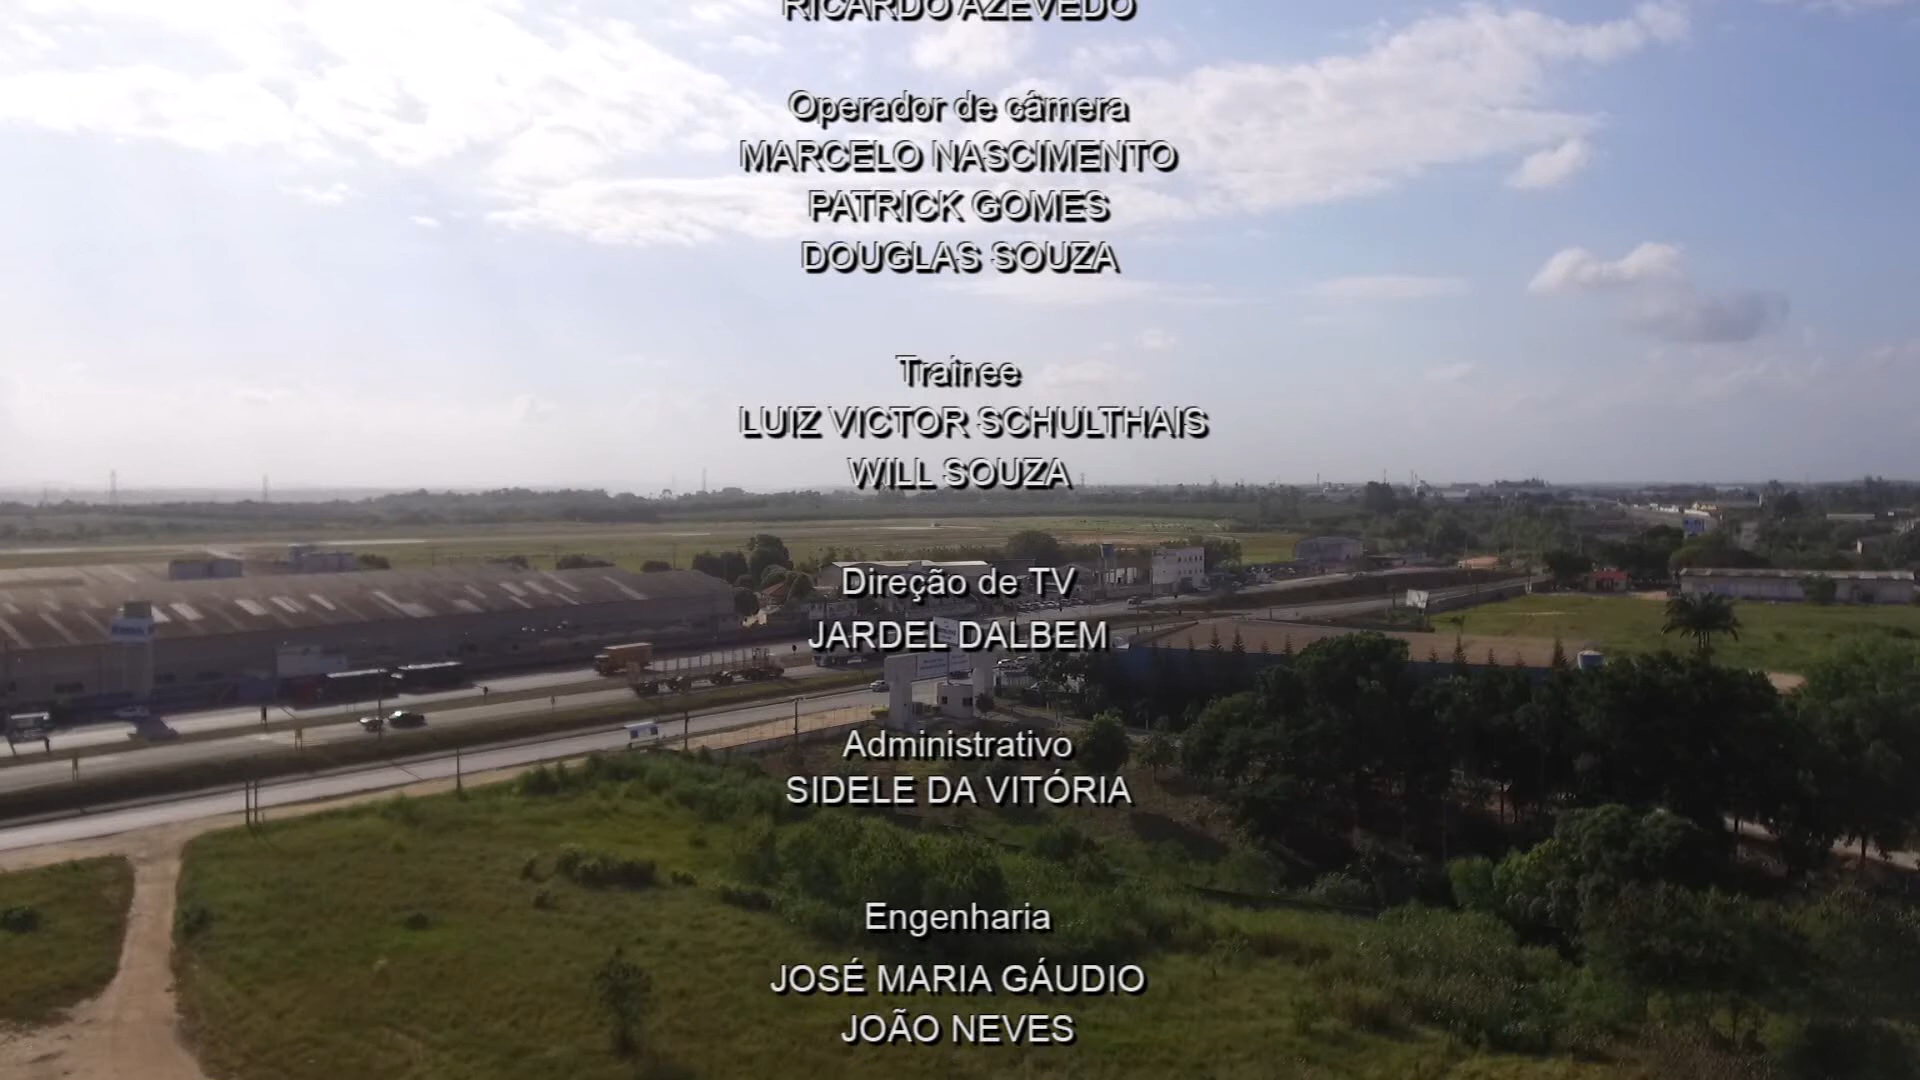 RICARDO AZEVEDO
Operador de câmera
MARCELO NASCIMENTO
PATRICK GOMES
DOUGLAS SOUZA
Trainee
LUIZ VICTOR SCHULTHAIS
WILL SOUZA
Direção de TV
JARDEL DALBEM
Administrativo
SIDELE DA VITÓRIA
Engenharia
JOSÉ MARIA GÁUDIO
JOÃO NEVES